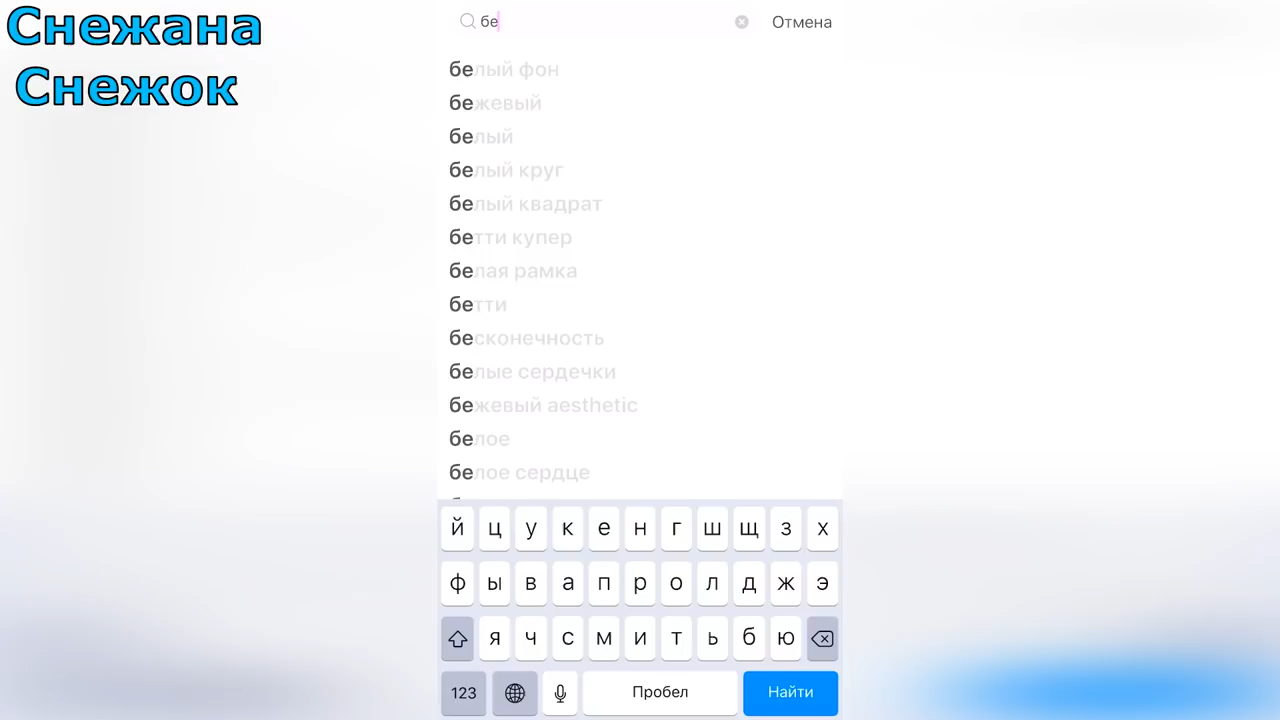 Снежана
Снежок
бе
Отмена
белый фон
бежевый
белый
белый круг
белый квадрат
бетти купер
белая рамка
бетти
бесконечность
белые сердечки
бежевый aesthetic
белое
белое сердце
й ц у к е н г ш щ з х
ф ы в а п р о л д ж э
я ч с м и т ь б ю
123 Пробел Найти